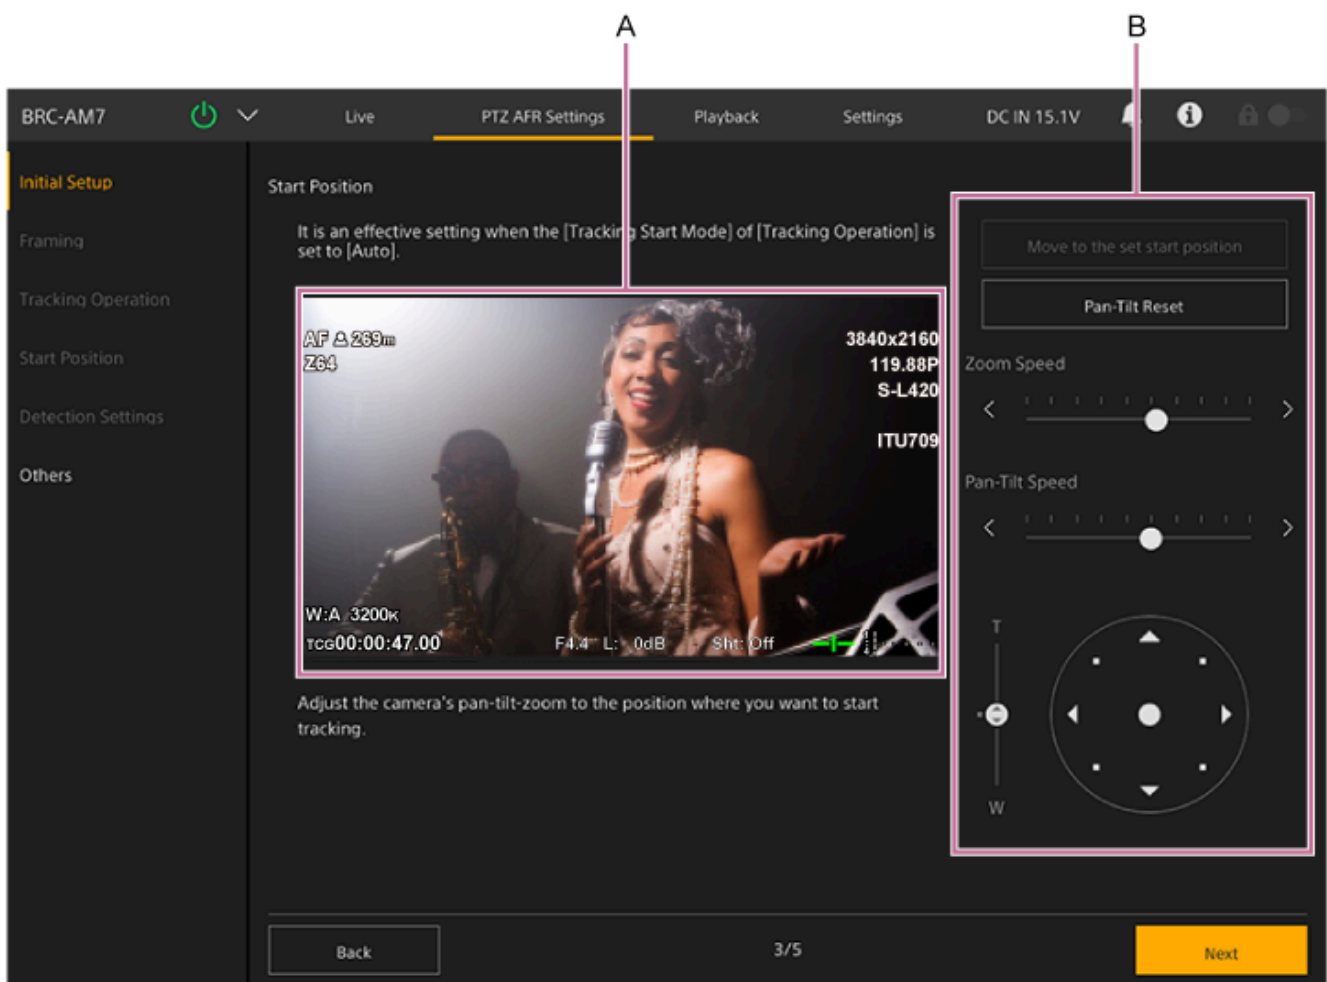 A
B
BRC-AM7
Live
PTZ AFR Settings
Playback
Settings
DC IN 15.1V
Initial Setup
Framing
Tracking Operation
Start Position
Detection Settings
Others
Start Position
It is an effective setting when the [Tracking Start Mode] of [Tracking Operation] is
set to [Auto].
AF 269m
Z64
3840x2160
119.88P
S-L420
ITU709
W:A 3200K
TCG00:00:47.00
F4.4 L: 0dB Sht: Off
Adjust the camera's pan-tilt-zoom to the position where you want to start
tracking.
Move to the set start position
Pan-Tilt Reset
Zoom Speed
Pan-Tilt Speed
T
W
Back
3/5
Next